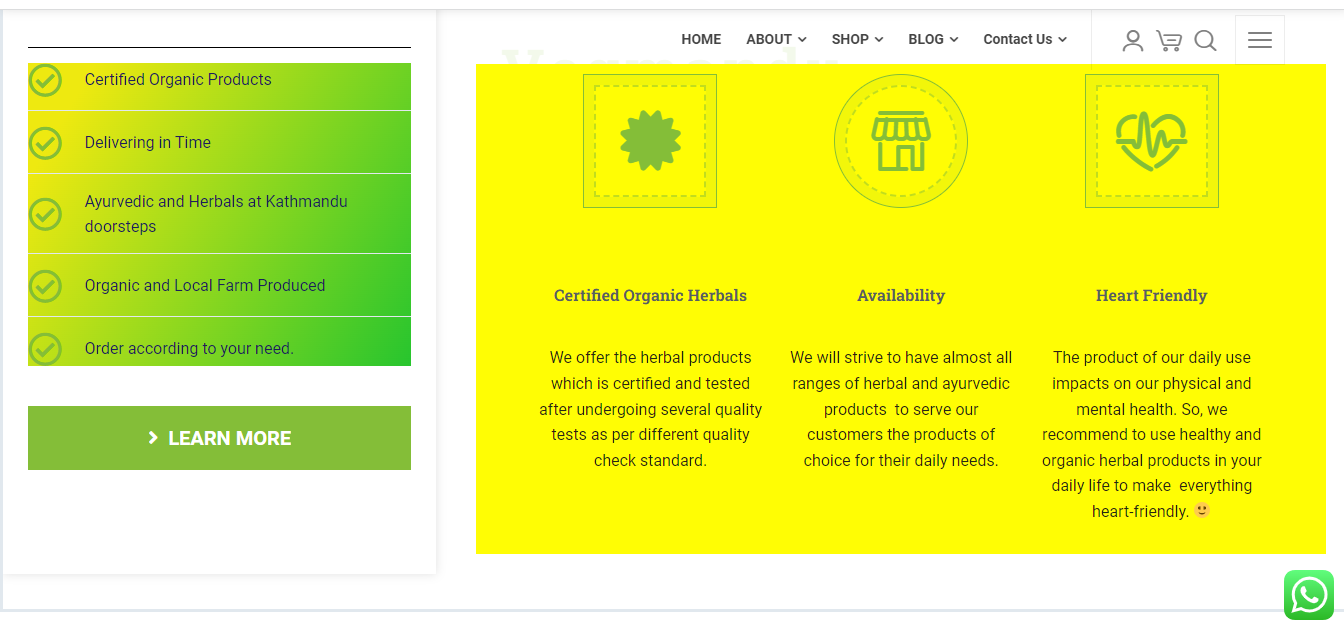 HOME ABOUT SHOP BLOG Contact Us
Certified Organic Products
Delivering in Time
Ayurvedic and Herbals at Kathmandu
doorsteps
Organic and Local Farm Produced
Order according to your need.
LEARN MORE
Certified Organic Herbals
We offer the herbal products
which is certified and tested
after undergoing several quality
tests as per different quality
check standard.
Availability
We will strive to have almost all
ranges of herbal and ayurvedic
products  to serve our
customers the products of
choice for their daily needs.
Heart Friendly
The product of our daily use
impacts on our physical and
mental health. So, we
recommend to use healthy and
organic herbal products in your
daily life to make  everything
heart-friendly. 🙂